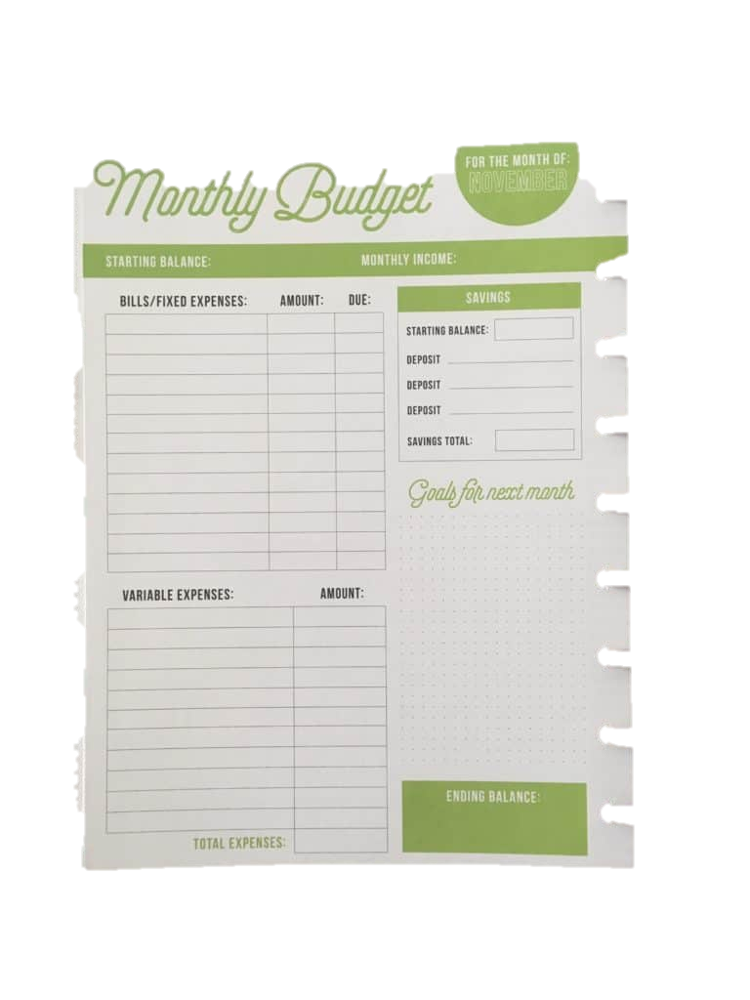 Monthly Budget
FOR THE MONTH OF:
NOVEMBER
STARTING BALANCE: MONTHLY INCOME:
BILLS/FIXED EXPENSES: AMOUNT: DUE:
SAVINGS
STARTING BALANCE:
DEPOSIT
DEPOSIT
DEPOSIT
SAVINGS TOTAL:
Goals for next month
VARIABLE EXPENSES: AMOUNT:
TOTAL EXPENSES:
ENDING BALANCE: